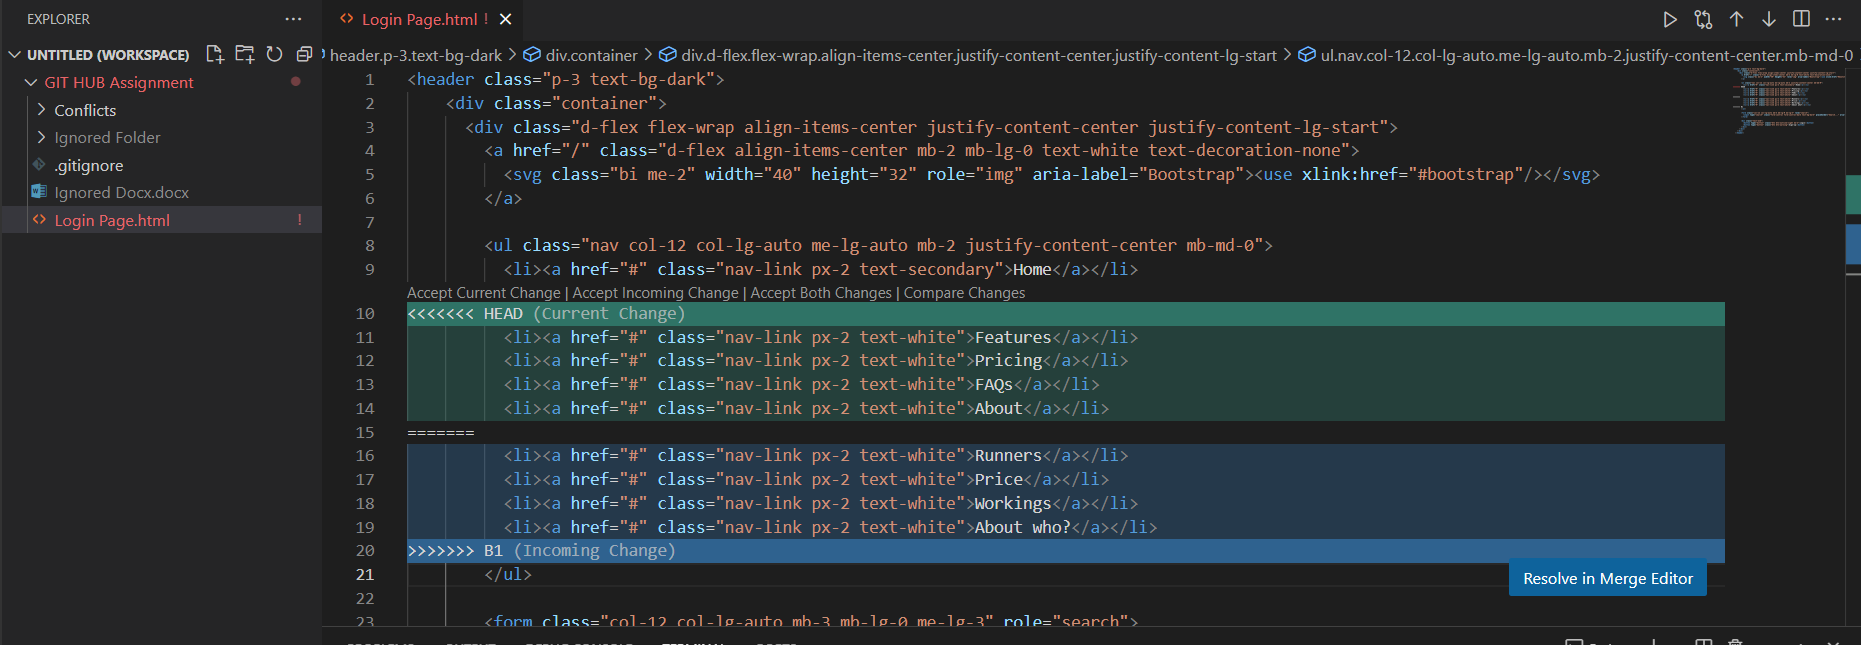 EXPLORER
UNTITLED (WORKSPACE)
GIT HUB Assignment
Conflicts
Ignored Folder
.gitignore
Ignored Docx.docx
Login Page.html !
Login Page.html !
header.p-3.text-bg-dark > div.container > div.d-flex.flex-wrap.align-items-center.justify-content-center.justify-content-lg-start > ul.nav.col-12.col-lg-auto.me-lg-auto.mb-2.justify-content-center.mb-md-0
1 <header class="p-3 text-bg-dark">
2 <div class="container">
3 <div class="d-flex flex-wrap align-items-center justify-content-center justify-content-lg-start">
4 <a href="/" class="d-flex align-items-center mb-2 mb-lg-0 text-white text-decoration-none">
5 <svg class="bi me-2" width="40" height="32" role="img" aria-label="Bootstrap"><use xlink:href="#bootstrap"/></svg>
6 </a>
7
8 <ul class="nav col-12 col-lg-auto me-lg-auto mb-2 justify-content-center mb-md-0">
9 <li><a href="#" class="nav-link px-2 text-secondary">Home</a></li>
Accept Current Change | Accept Incoming Change | Accept Both Changes | Compare Changes
10 <<<<<<< HEAD (Current Change)
11 <li><a href="#" class="nav-link px-2 text-white">Features</a></li>
12 <li><a href="#" class="nav-link px-2 text-white">Pricing</a></li>
13 <li><a href="#" class="nav-link px-2 text-white">FAQs</a></li>
14 <li><a href="#" class="nav-link px-2 text-white">About</a></li>
15 =======
16 <li><a href="#" class="nav-link px-2 text-white">Runners</a></li>
17 <li><a href="#" class="nav-link px-2 text-white">Price</a></li>
18 <li><a href="#" class="nav-link px-2 text-white">Workings</a></li>
19 <li><a href="#" class="nav-link px-2 text-white">About who?</a></li>
20 >>>>>>> B1 (Incoming Change)
21 </ul>
Resolve in Merge Editor
22
23 <form class="col-12 col-lg-auto mb-3 mb-lg-0 me-lg-3" role="search">